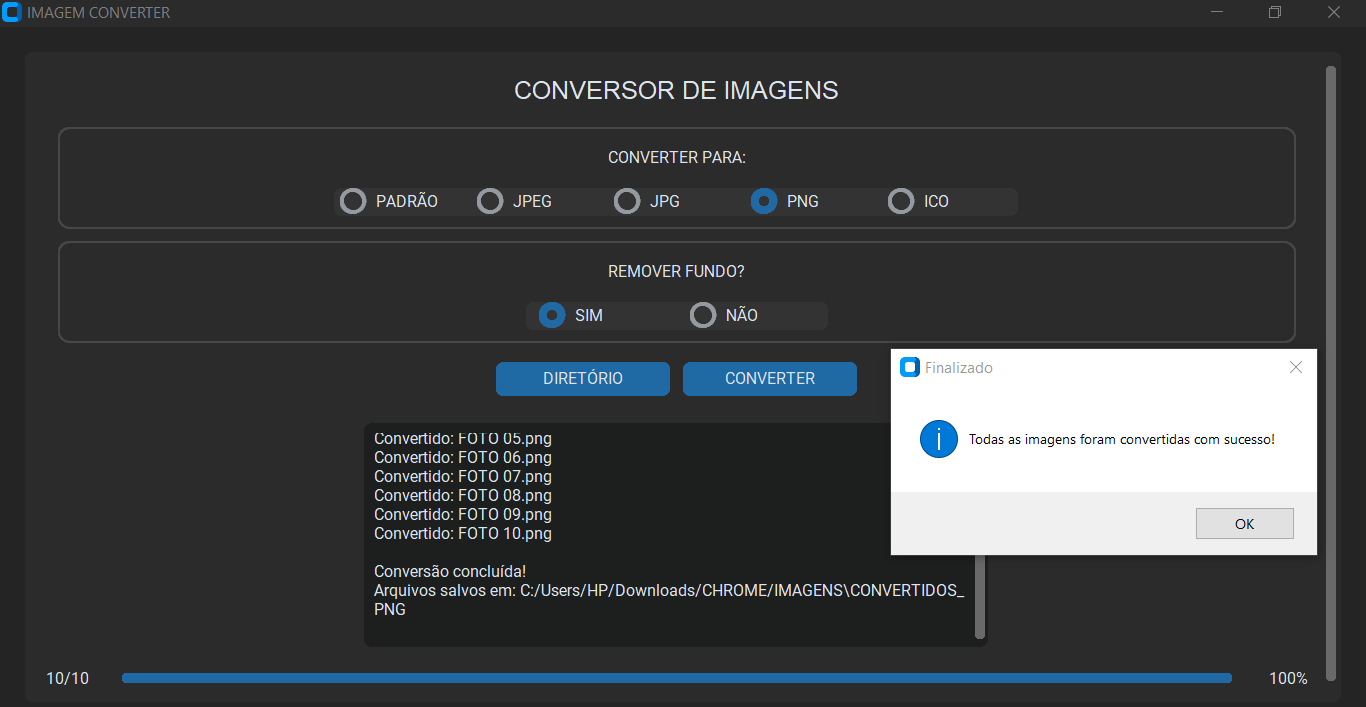 IMAGEM CONVERTER
CONVERSOR DE IMAGENS
CONVERTER PARA:
PADRÃO JPEG JPG PNG ICO
REMOVER FUNDO?
SIM NÃO
DIRETÓRIO CONVERTER
Finalizado
Todas as imagens foram convertidas com sucesso!
OK
Convertido: FOTO 05.png
Convertido: FOTO 06.png
Convertido: FOTO 07.png
Convertido: FOTO 08.png
Convertido: FOTO 09.png
Convertido: FOTO 10.png
Conversão concluída!
Arquivos salvos em: C:/Users/HP/Downloads/CHROME/IMAGENS\CONVERTIDOS_
PNG
10/10 100%